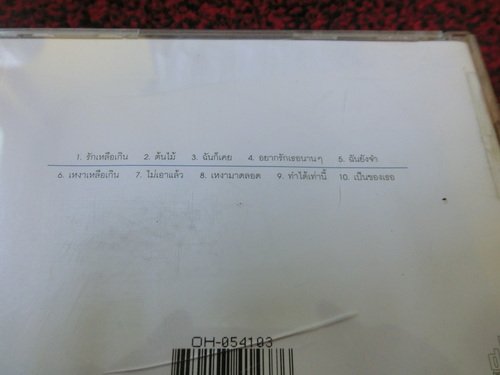 1. รักเหลือเกิน 2. ต้นไม้ 3. ฉันก็เคย 4. อยากรักเธอนานๆ 5. ฉันยังจำ
6. เหงาเหลือเกิน 7. ไม่เอาแล้ว 8. เหงามาตลอด 9. ทำได้เท่านี้ 10. เป็นของเธอ
OH-054103